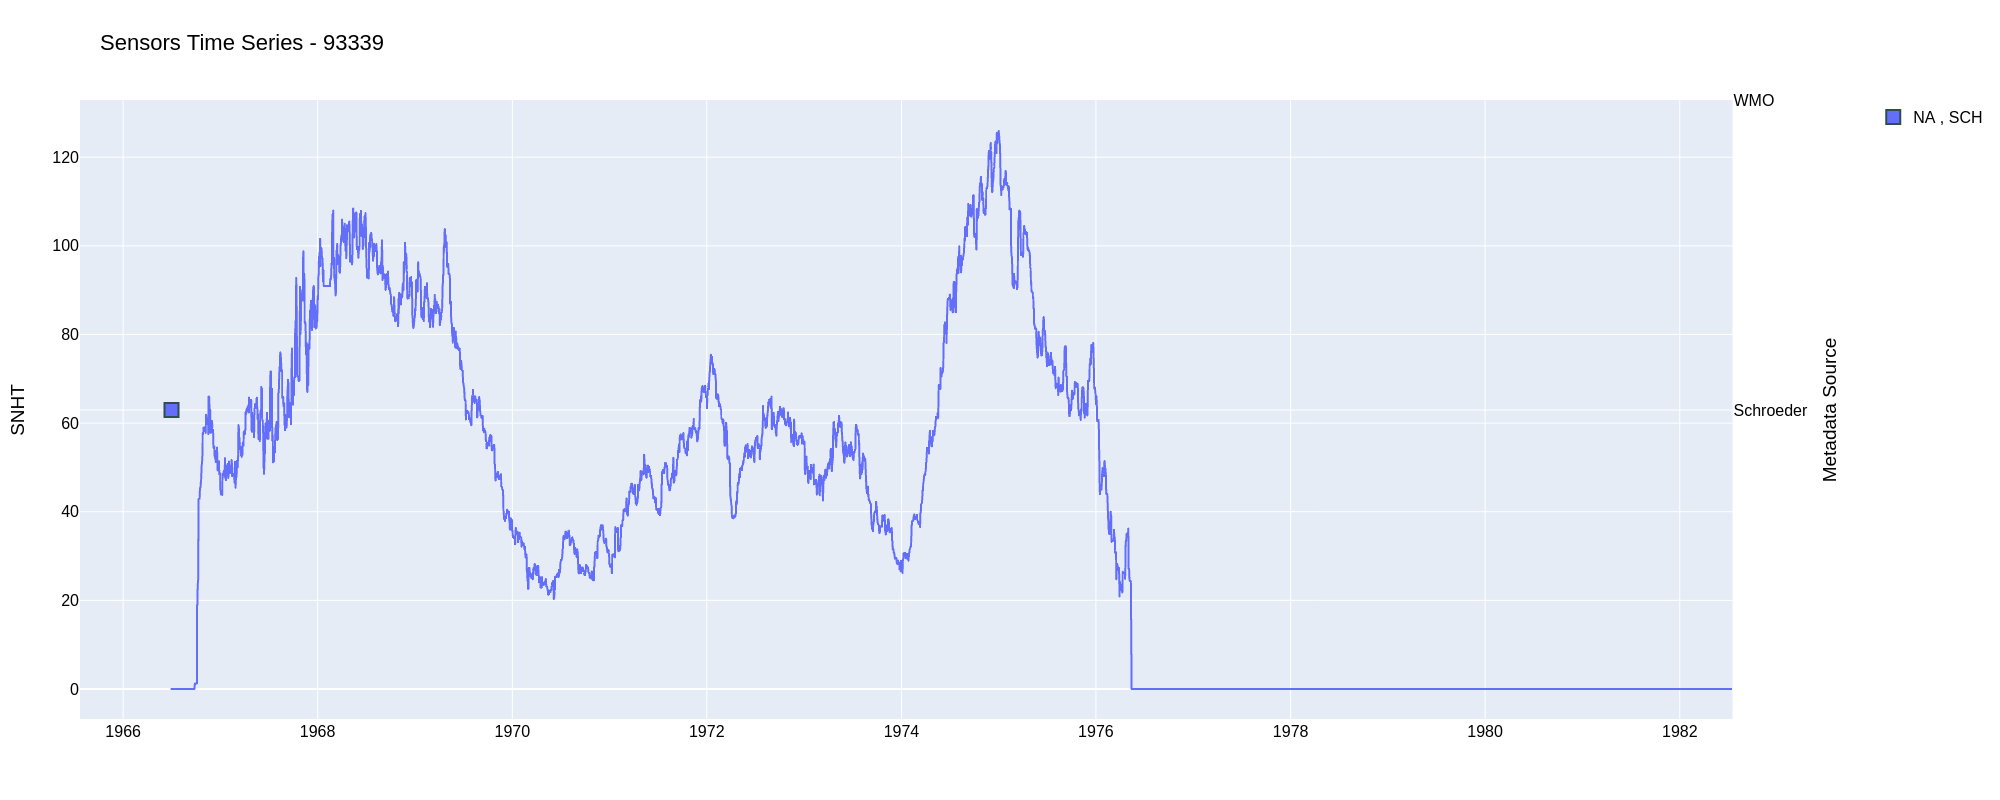 Sensors Time Series - 93339
WMO
NA , SCH
120
100
80
60
40
20
0
SNHT
Schroeder
Metadata Source
1966 1968 1970 1972 1974 1976 1978 1980 1982